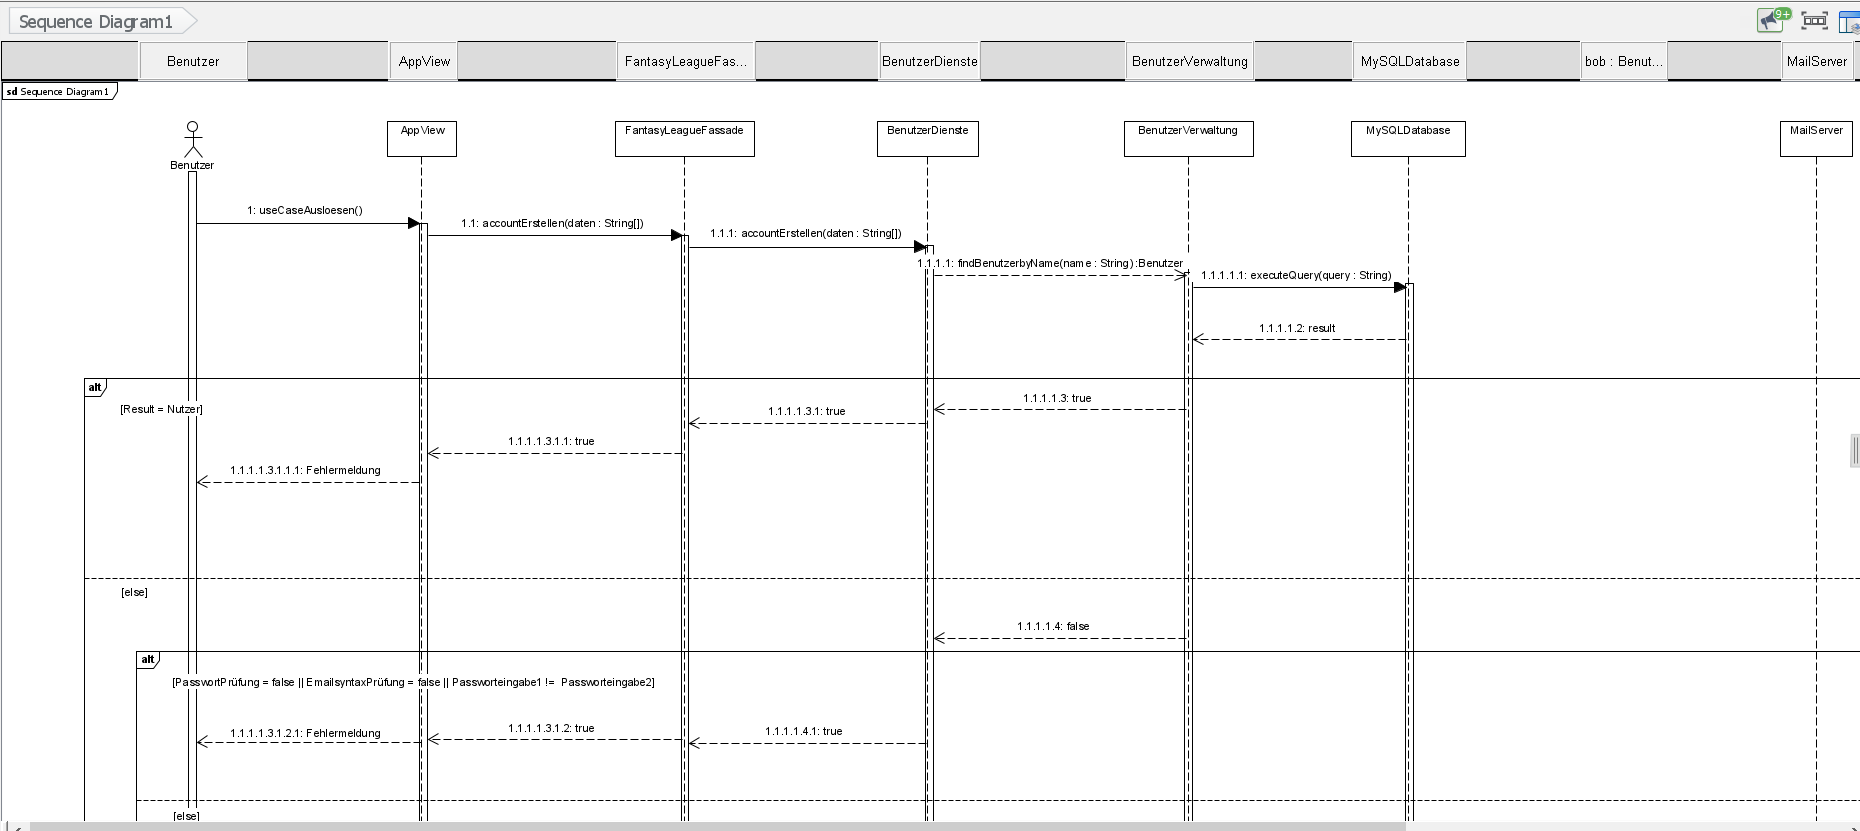 Sequence Diagram1
9+
Benutzer
AppView
FantasyLeagueFas...
BenutzerDienste
BenutzerVerwaltung
MySQLDatabase
bob : Benut...
MailServer
sd Sequence Diagram1
AppView
FantasyLeagueFassade
BenutzerDienste
BenutzerVerwaltung
MySQLDatabase
MailServer
Benutzer
1: useCaseAusloesen()
1.1: accountErstellen(daten : String[])
1.1.1: accountErstellen(daten : String[])
1.1.1.1: findBenutzerbyName(name : String) :Benutzer
1.1.1.1.1: executeQuery(query : String)
1.1.1.1.2: result
alt
[Result = Nutzer]
1.1.1.1.3: true
1.1.1.1.3.1: true
1.1.1.1.3.1.1: true
1.1.1.1.3.1.1.1: Fehlermeldung
[else]
1.1.1.1.4: false
alt
[PasswortPrüfung = false || EmailsyntaxPrüfung = false || Passworteingabe1 != Passworteingabe2]
1.1.1.1.3.1.2.1: Fehlermeldung
1.1.1.1.3.1.2: true
1.1.1.1.4.1: true
[else]